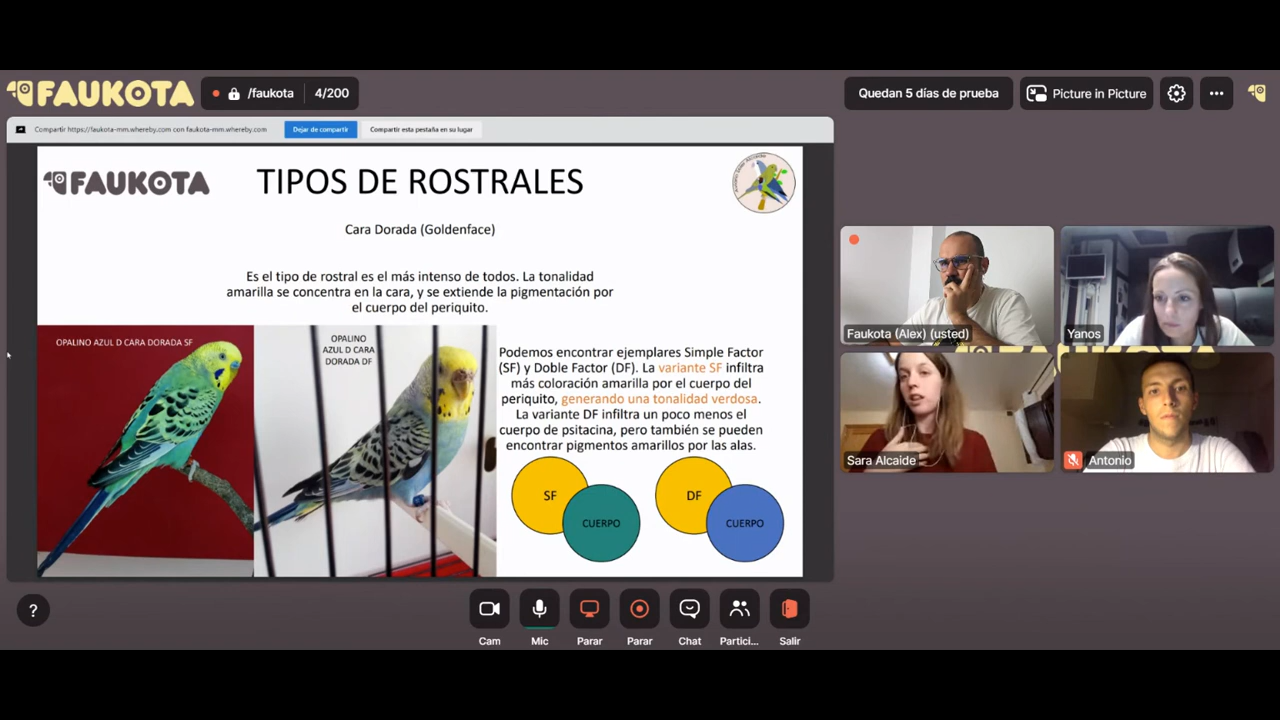 FAUKOTA
/faukota
4/200
Quedan 5 días de prueba
Picture in Picture
Compartir https://faukota-mm.whereby.com con faukota-mm.whereby.com
Dejar de compartir
Compartir esta pestaña en su lugar
FAUKOTA
TIPOS DE ROSTRALES
Cara Dorada (Goldenface)
Es el tipo de rostral es el más intenso de todos. La tonalidad
amarilla se concentra en la cara, y se extiende la pigmentación por
el cuerpo del periquito.
OPALINO AZUL D CARA DORADA SF
OPALINO
AZUL D CARA
DORADA DF
Podemos encontrar ejemplares Simple Factor
(SF) y Doble Factor (DF). La variante SF infiltra
más coloración amarilla por el cuerpo del
periquito, generando una tonalidad verdosa.
La variante DF infiltra un poco menos el
cuerpo de psitacina, pero también se pueden
encontrar pigmentos amarillos por las alas.
SF
CUERPO
DF
CUERPO
Faukota (Alex) (usted)
Yanos
Sara Alcaide
Antonio
?
Cam
Mic
Parar
Parar
Chat
Partici...
Salir